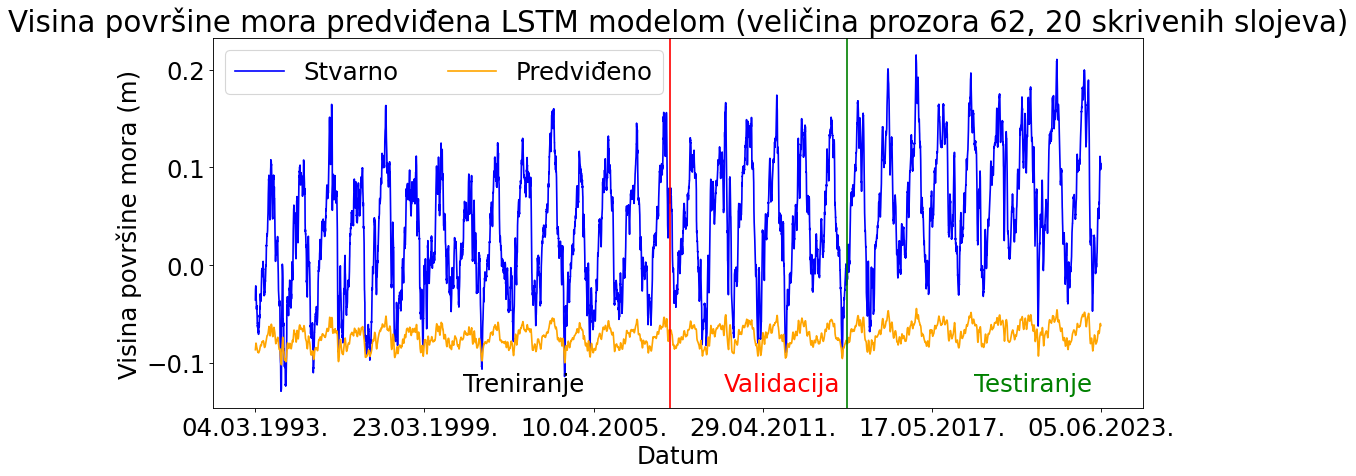 Visina površine mora predviđena LSTM modelom (veličina prozora 62, 20 skrivenih slojeva)
Stvarno Predviđeno
Visina površine mora (m)
0.2
0.1
0.0
−0.1
Treniranje Validacija Testiranje
04.03.1993. 23.03.1999. 10.04.2005. 29.04.2011. 17.05.2017. 05.06.2023.
Datum